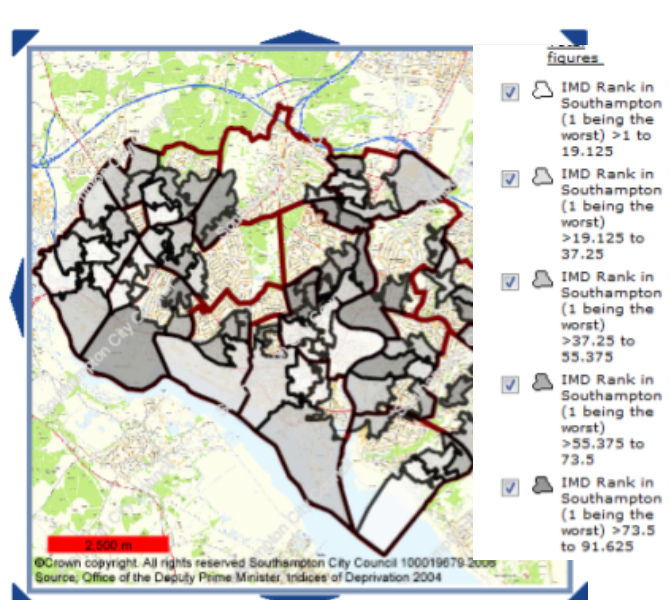 figures
IMD Rank in
Southampton
(1 being the
worst) >1 to
19.125
IMD Rank in
Southampton
(1 being the
worst)
>19.125 to
37.25
IMD Rank in
Southampton
(1 being the
worst)
>37.25 to
55.375
IMD Rank in
Southampton
(1 being the
worst)
>55.375 to
73.5
IMD Rank in
Southampton
(1 being the
worst) >73.5
to 91.625
2,500 m
©Crown copyright. All rights reserved Southampton City Council 100019679 2006
Source, Office of the Deputy Prime Minister, Indices of Deprivation 2004